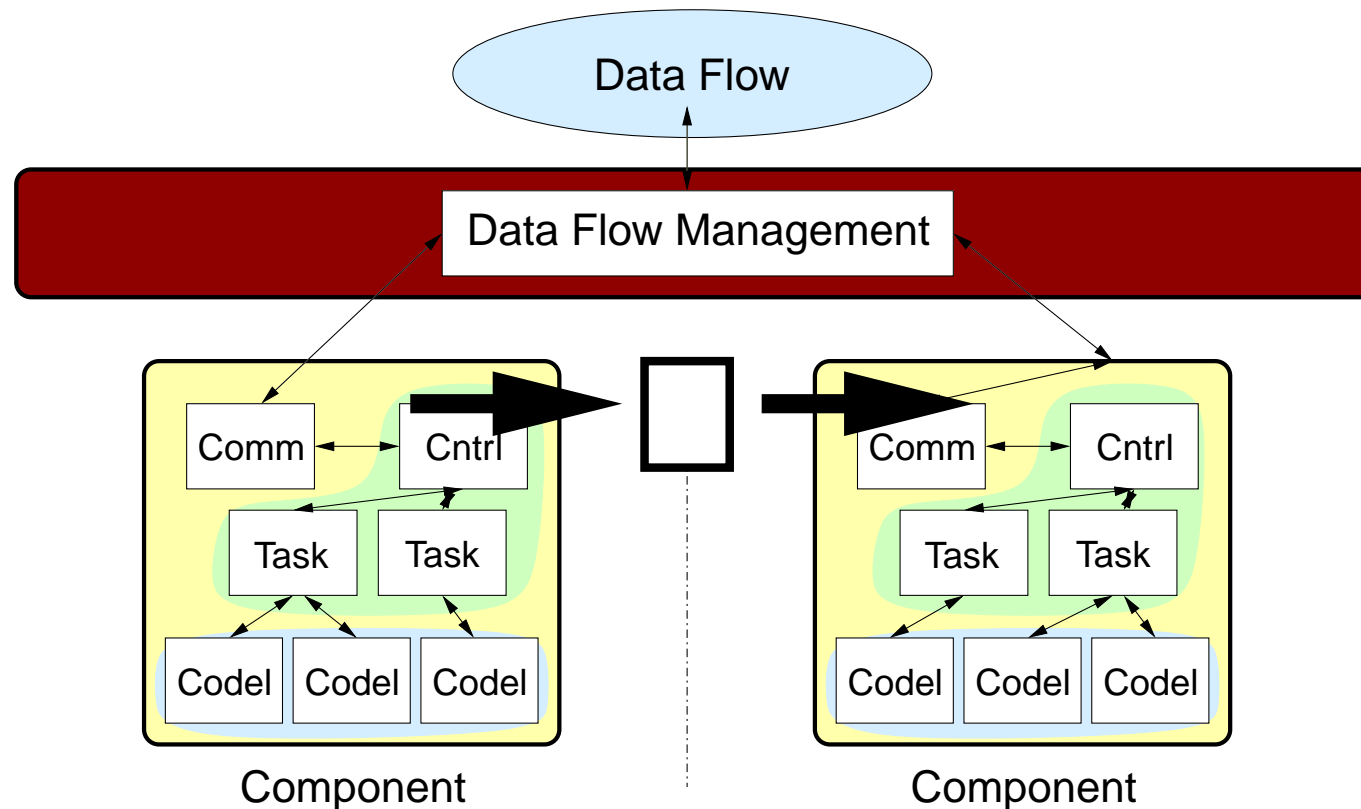 Data Flow
Data Flow Management
Comm
Cntrl
Task
Task
Codel
Codel
Codel
Component
Comm
Cntrl
Task
Task
Codel
Codel
Codel
Component